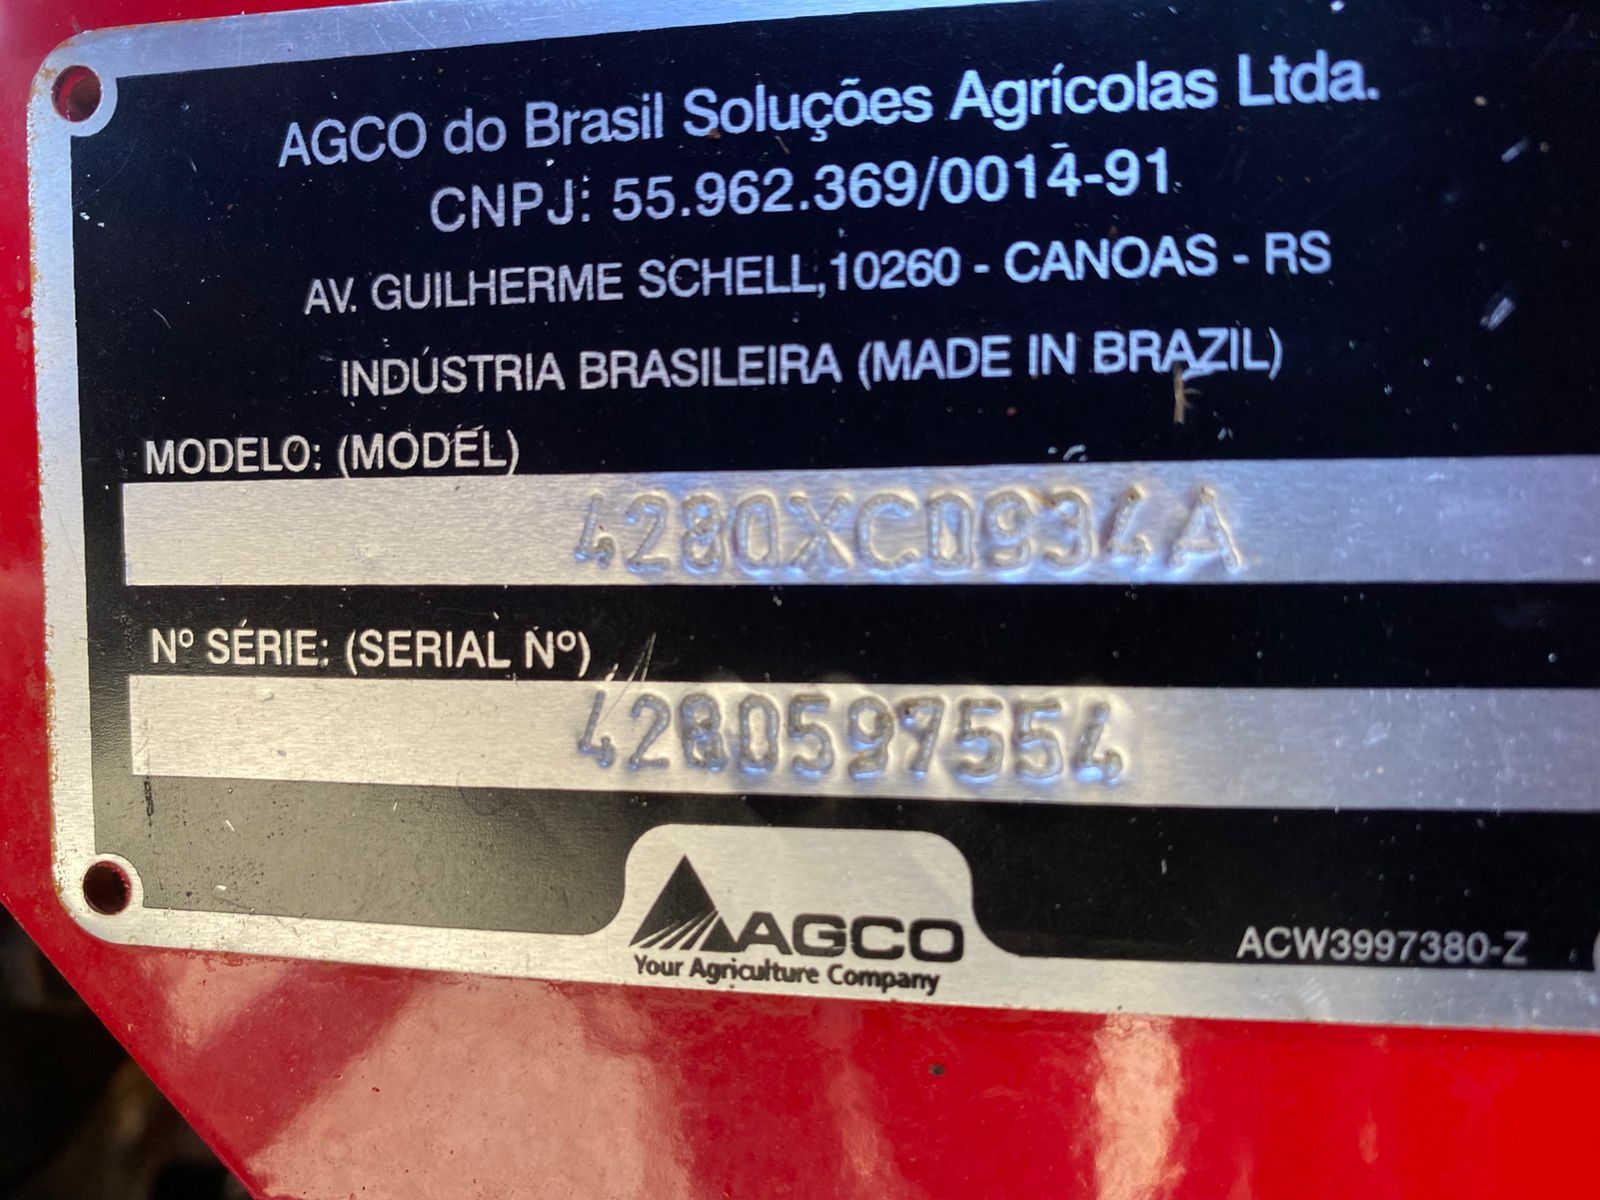 AGCO do Brasil Soluções Agrícolas Ltda.
CNPJ: 55.962.369/0014-91
AV. GUILHERME SCHELL, 10260 - CANOAS - RS
INDÚSTRIA BRASILEIRA (MADE IN BRAZIL)
MODELO: (MODEL)
4280XC0934A
Nº SÉRIE: (SERIAL Nº)
4280597554
AGCO
Your Agriculture Company
ACW3997380-Z